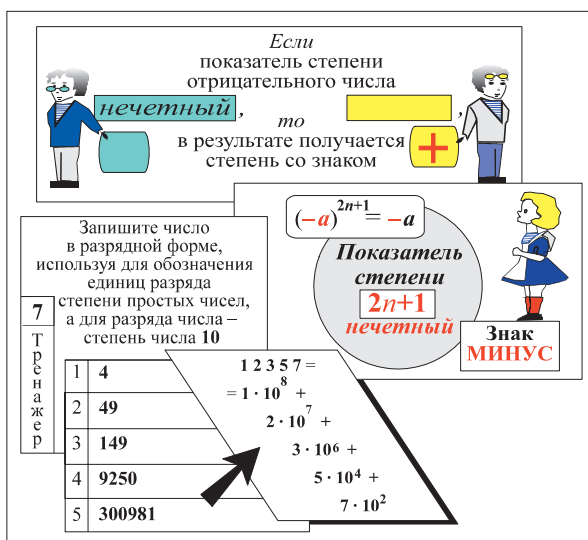 Если
показатель степени
отрицательного числа
нечетный ,             ,
то
в результате получается
степень со знаком
+
(–a)²ⁿ⁺¹ = –a
Показатель
степени
2n+1
нечетный
Знак
МИНУС
Запишите число
в разрядной форме,
используя для обозначения
единиц разряда
степени простых чисел,
а для разряда числа –
степень числа 10
7
Тренажер
1 4
2 49
3 149
4 9250
5 300981
1 2 3 5 7 =
= 1 · 10⁸ +
2 · 10⁷ +
3 · 10⁶ +
5 · 10⁴ +
7 · 10²